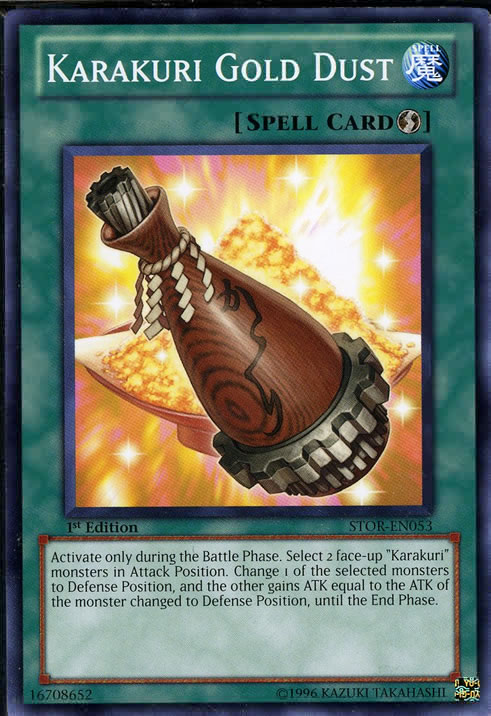 KARAKURI GOLD DUST
SPELL
魔
[SPELL CARD]
1st Edition
STOR-EN053
Activate only during the Battle Phase. Select 2 face-up "Karakuri"
monsters in Attack Position. Change 1 of the selected monsters
to Defense Position, and the other gains ATK equal to the ATK of
the monster changed to Defense Position, until the End Phase.
16708652
©1996 KAZUKI TAKAHASHI